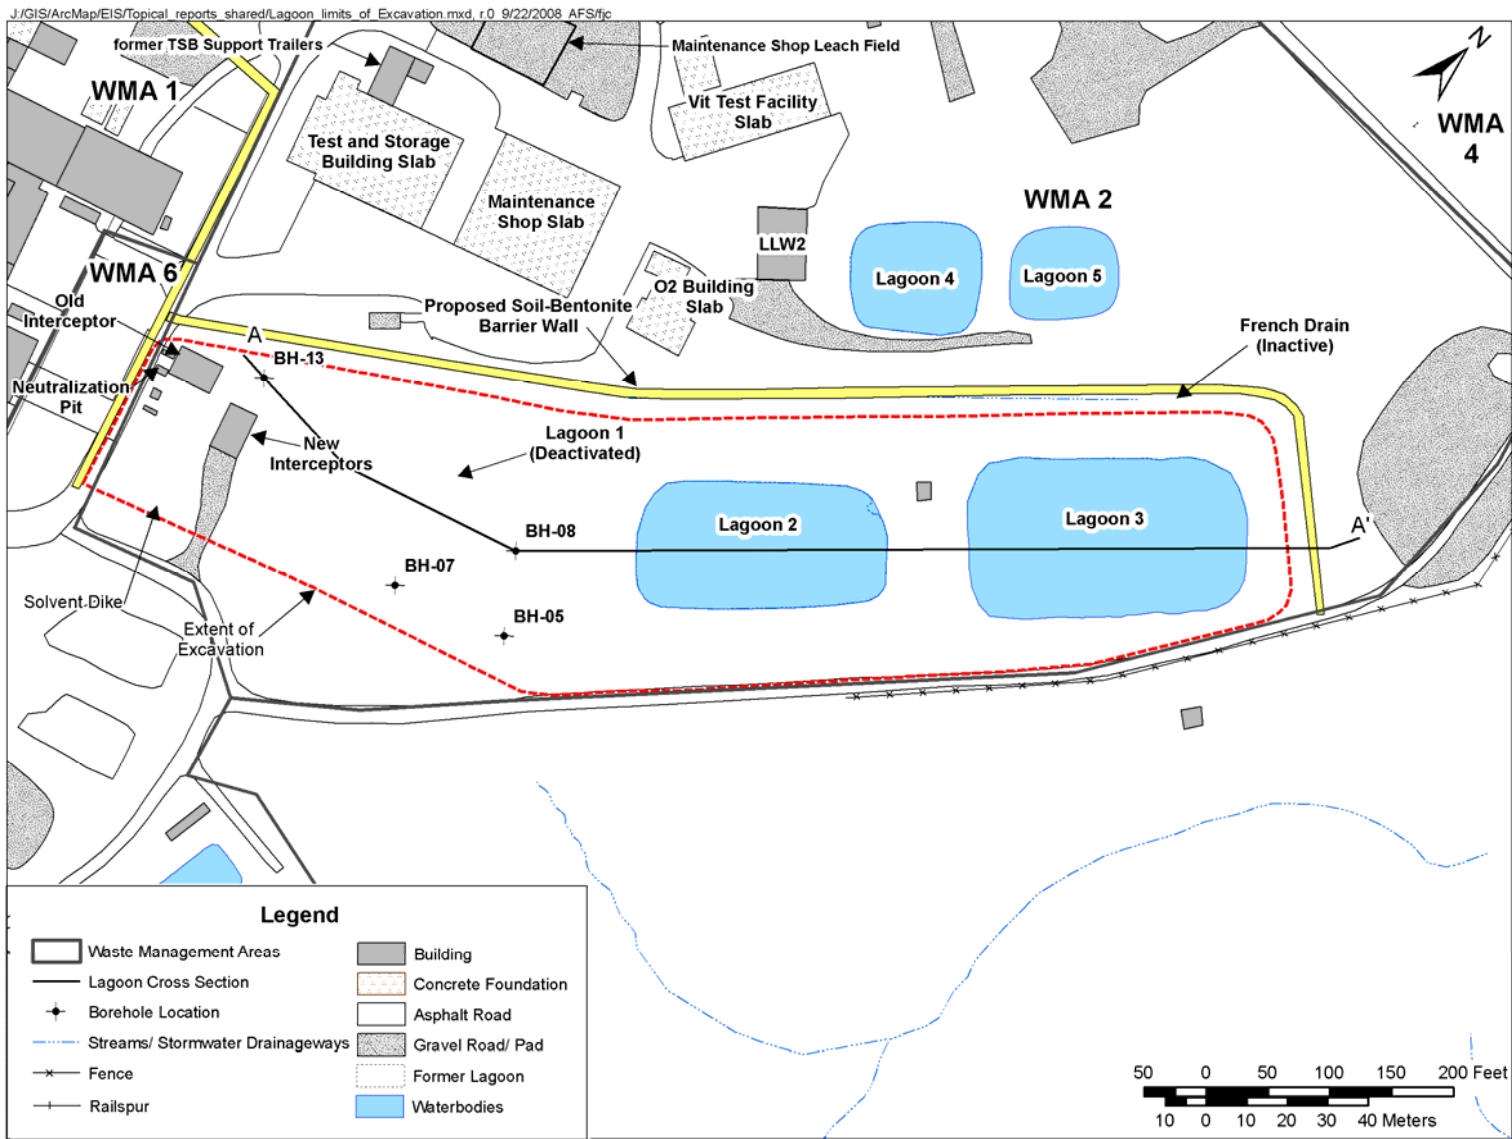 J:/GIS/ArcMap/EIS/Topical_reports_shared/Lagoon_limits_of_Excavation.mxd, r.0 9/22/2008 AFS/fjc
former TSB Support Trailers
Maintenance Shop Leach Field
N
WMA 1
Vit Test Facility
Slab
WMA
4
Test and Storage
Building Slab
Maintenance
Shop Slab
WMA 2
LLW2
Lagoon 4
Lagoon 5
WMA 6
Old
Interceptor
O2 Building
Slab
Proposed Soil-Bentonite
Barrier Wall
French Drain
(Inactive)
A
BH-13
Neutralization
Pit
New
Interceptors
Lagoon 1
(Deactivated)
Lagoon 2
Lagoon 3
A'
BH-08
BH-07
BH-05
Solvent Dike
Extent of
Excavation
Legend
Waste Management Areas
Lagoon Cross Section
Borehole Location
Streams/ Stormwater Drainageways
Fence
Railspur
Building
Concrete Foundation
Asphalt Road
Gravel Road/ Pad
Former Lagoon
Waterbodies
50 0 50 100 150 200 Feet
10 0 10 20 30 40 Meters